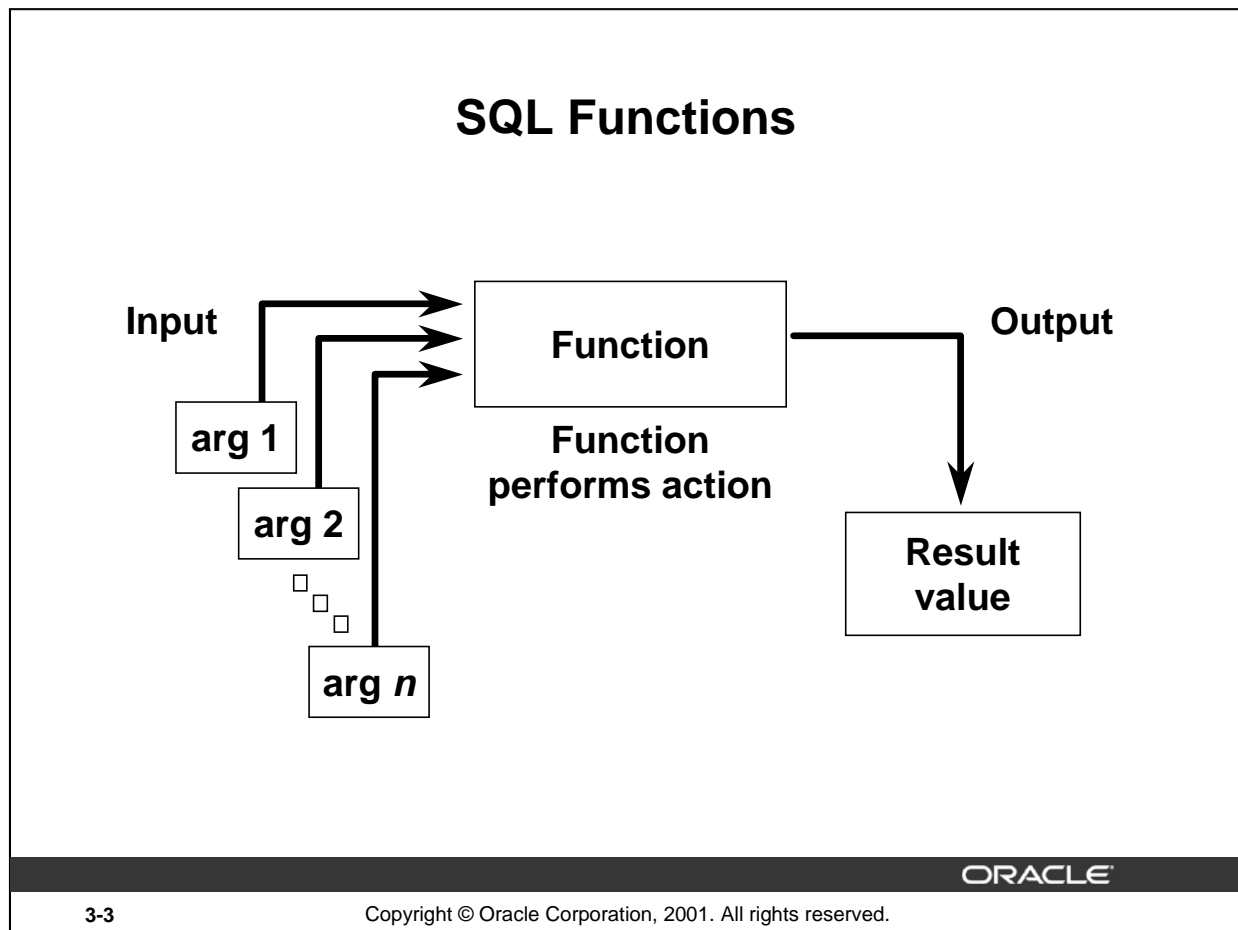 SQL Functions
Input
Function
Output
arg 1
Function
performs action
arg 2
Result
value
arg n
ORACLE®
3-3
Copyright © Oracle Corporation, 2001. All rights reserved.